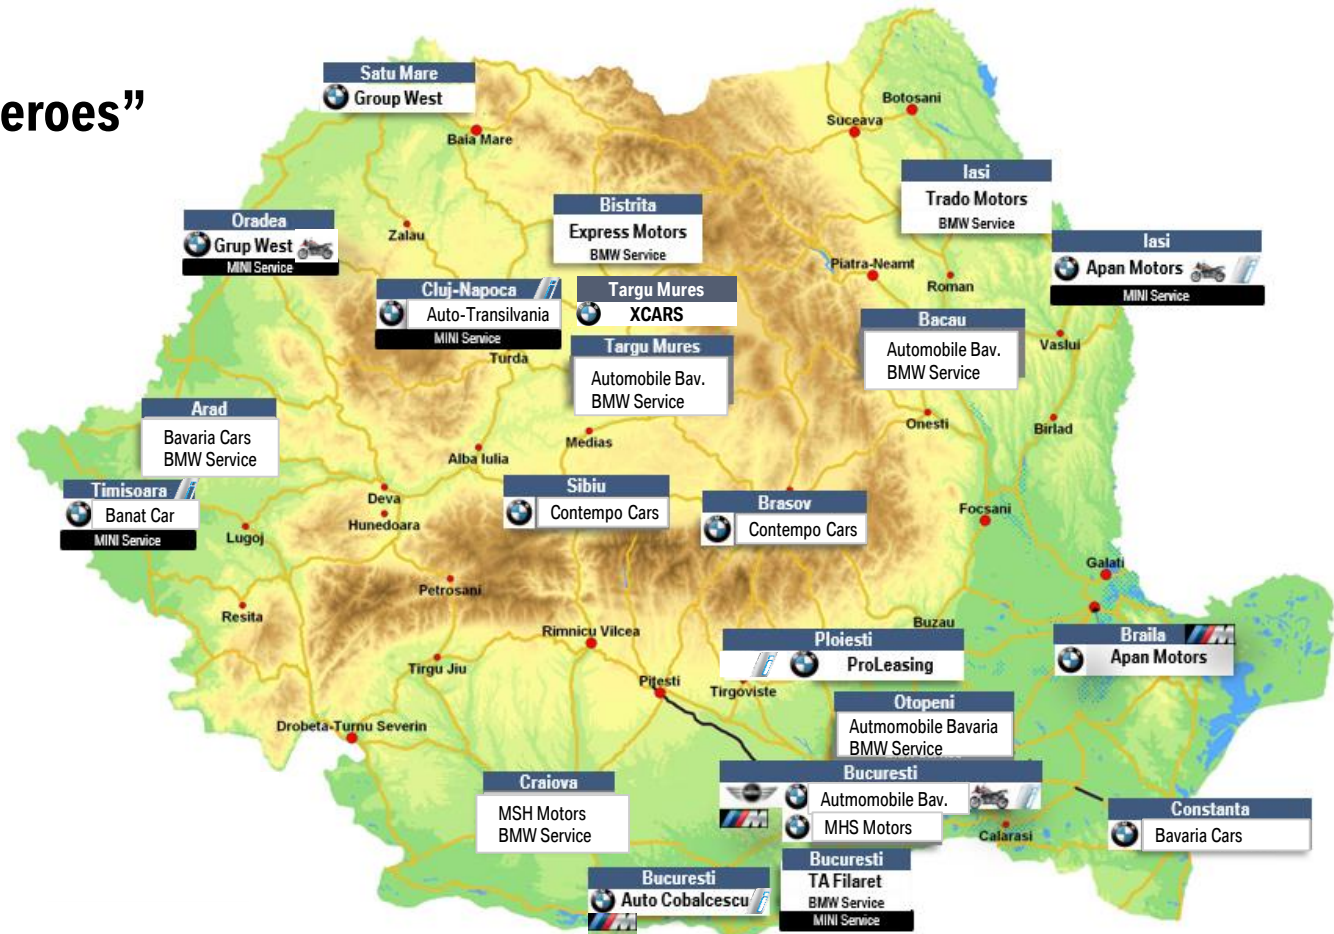 eroes”
Satu Mare
Group West
Baia Mare
Botosani
Suceava
Iasi
Trado Motors
BMW Service
Oradea
Grup West
MINI Service
Zalau
Bistrita
Express Motors
BMW Service
Iasi
Apan Motors
MINI Service
Piatra-Neamt
Roman
Cluj-Napoca
Auto-Transilvania
MINI Service
Turda
Targu Mures
XCARS
Targu Mures
Automobile Bav.
BMW Service
Bacau
Automobile Bav.
BMW Service
Vaslui
Arad
Bavaria Cars
BMW Service
Onesti
Birlad
Medias
Alba Iulia
Timisoara
Banat Car
MINI Service
Deva
Hunedoara
Lugoj
Sibiu
Contempo Cars
Brasov
Contempo Cars
Focsani
Galati
Petrosani
Resita
Buzau
Rimnicu Vilcea
Ploiesti
ProLeasing
Braila
Apan Motors
Tirgu Jiu
Pitesti
Tirgoviste
Otopeni
Autmomobile Bavaria
BMW Service
Drobeta-Turnu Severin
Craiova
MSH Motors
BMW Service
Bucuresti
Autmomobile Bav.
MHS Motors
Constanta
Bavaria Cars
Calarasi
Bucuresti
Auto Cobalcescu
Bucuresti
TA Filaret
BMW Service
MINI Service